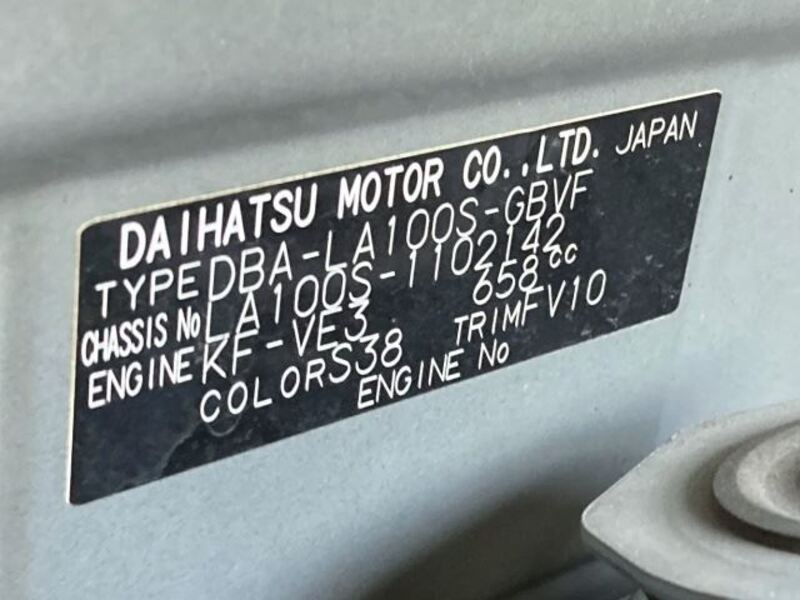 DAIHATSU MOTOR CO.,LTD. JAPAN
TYPE DBA-LA100S-GBVF
CHASSIS No LA100S-1102142
ENGINE KF-VE3 658cc
COLOR S38 TRIM FV10
ENGINE No